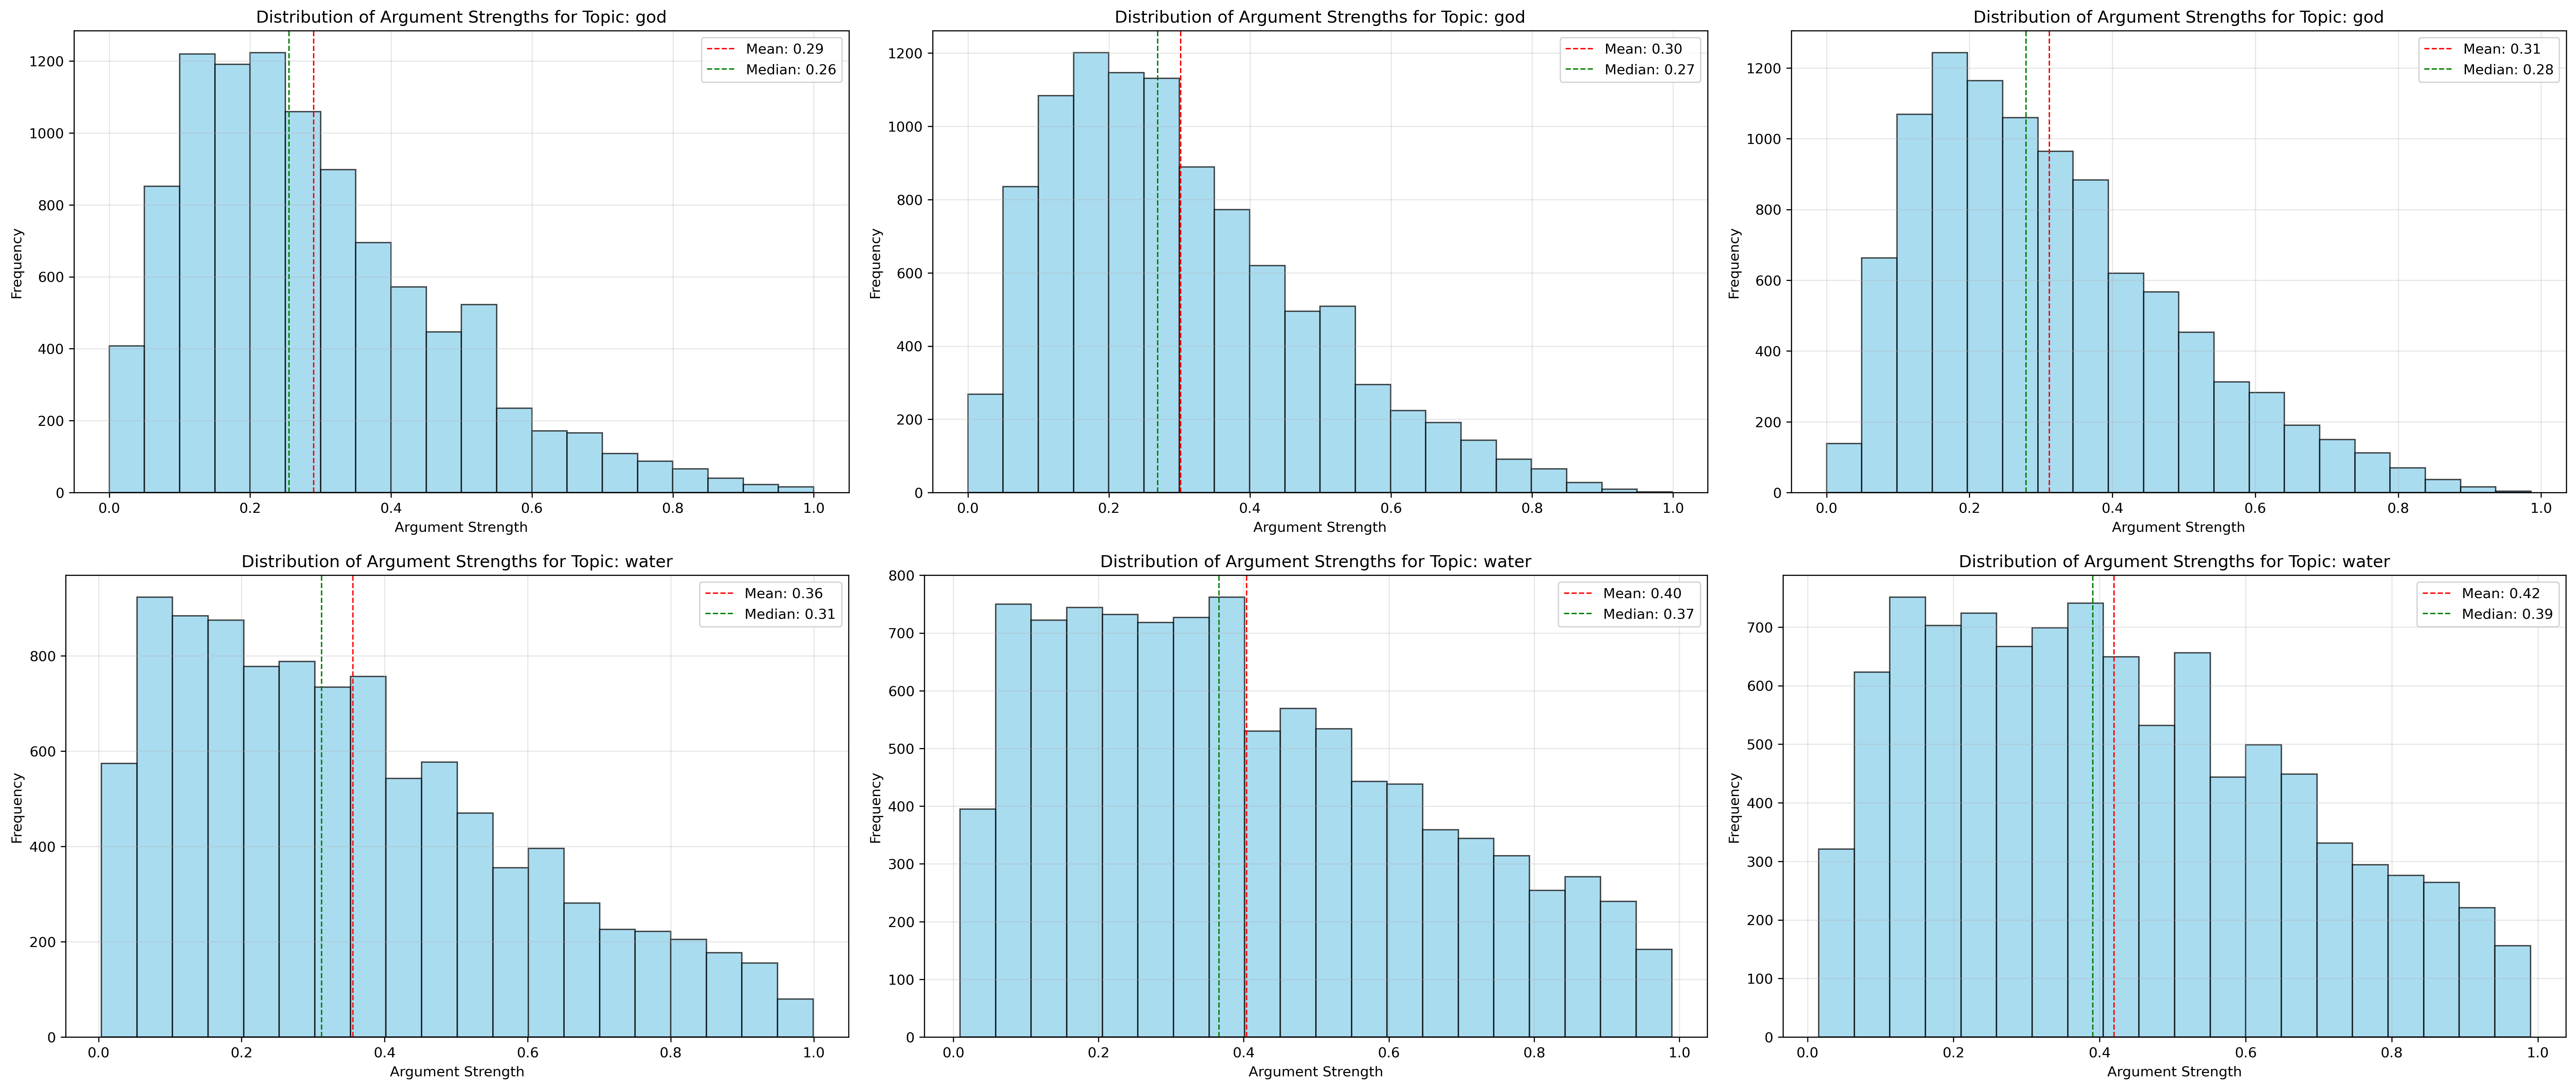 Distribution of Argument Strengths for Topic: god
Mean: 0.29
Median: 0.26
Frequency
0
200
400
600
800
1000
1200
0.0
0.2
0.4
0.6
0.8
1.0
Argument Strength
Distribution of Argument Strengths for Topic: god
Mean: 0.30
Median: 0.27
Frequency
0
200
400
600
800
1000
1200
0.0
0.2
0.4
0.6
0.8
1.0
Argument Strength
Distribution of Argument Strengths for Topic: god
Mean: 0.31
Median: 0.28
Frequency
0
200
400
600
800
1000
1200
0.0
0.2
0.4
0.6
0.8
1.0
Argument Strength
Distribution of Argument Strengths for Topic: water
Mean: 0.36
Median: 0.31
Frequency
0
200
400
600
800
0.0
0.2
0.4
0.6
0.8
1.0
Argument Strength
Distribution of Argument Strengths for Topic: water
Mean: 0.40
Median: 0.37
Frequency
0
100
200
300
400
500
600
700
800
0.0
0.2
0.4
0.6
0.8
1.0
Argument Strength
Distribution of Argument Strengths for Topic: water
Mean: 0.42
Median: 0.39
Frequency
0
100
200
300
400
500
600
700
0.0
0.2
0.4
0.6
0.8
1.0
Argument Strength